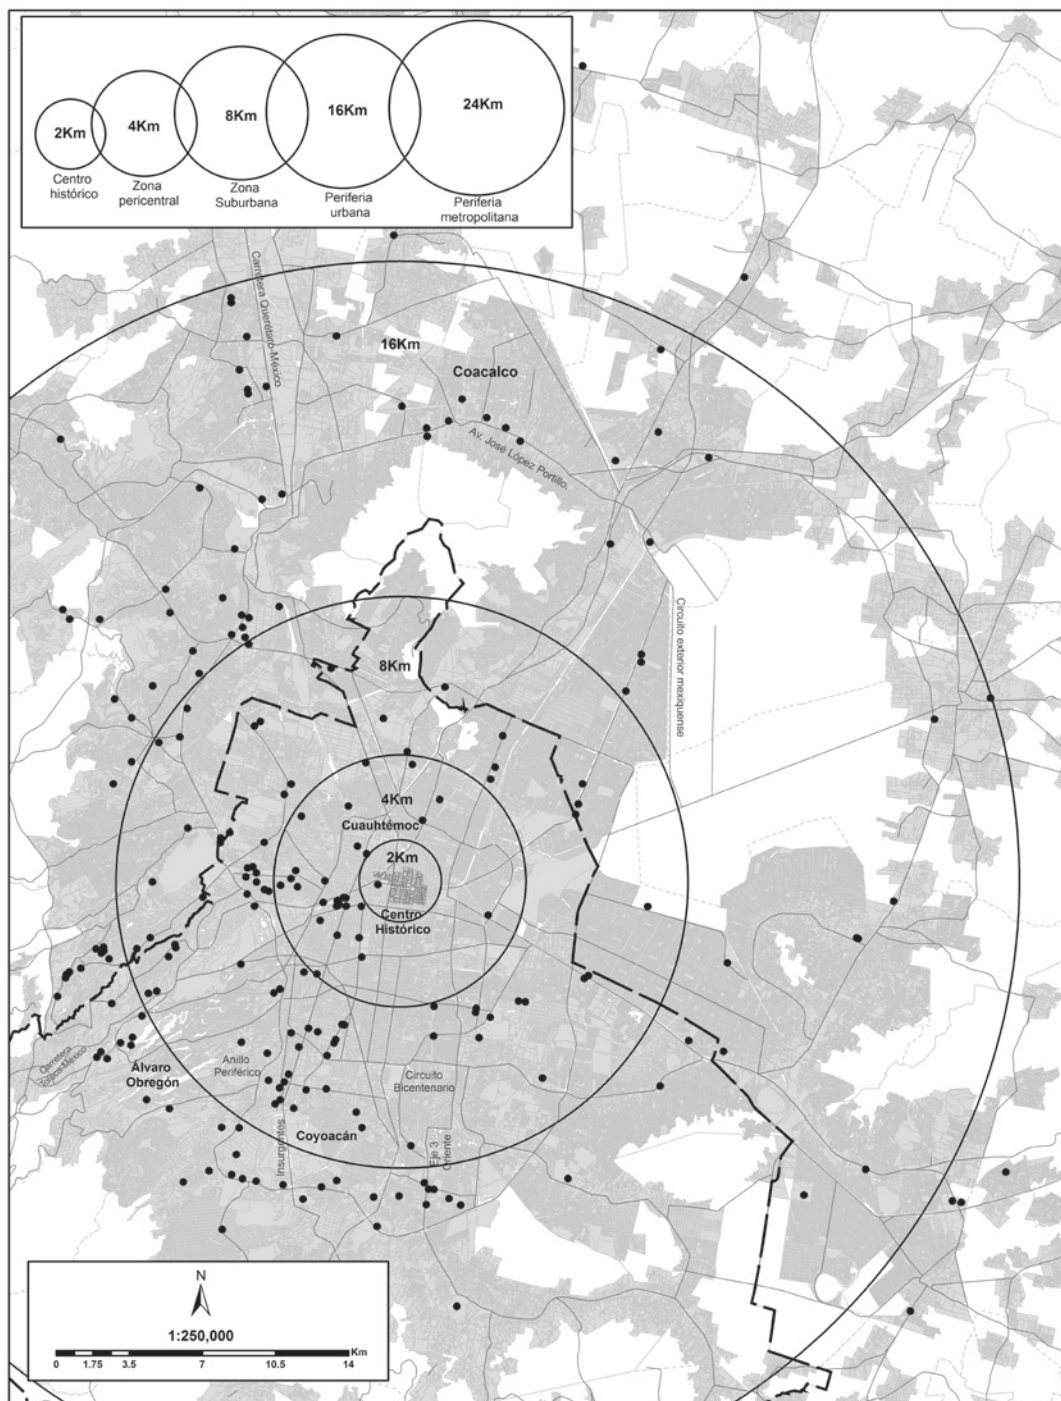 2Km
4Km
8Km
16Km
24Km
Centro
histórico
Zona
pericentral
Zona
Suburbana
Periferia
urbana
Periferia
metropolitana
Carretera Querétaro-México
16Km
Coacalco
Av. José López Portillo.
Circuito exterior mexiquense
8Km
4Km
Cuauhtémoc
2Km
Centro
Histórico
Carretera
Toluca-México
Álvaro
Obregón
Anillo
Periférico
Circuito
Bicentenario
Insurgentes
Coyoacán
Eje 3
Oriente
N
1:250,000
0 1.75 3.5 7 10.5 14 Km